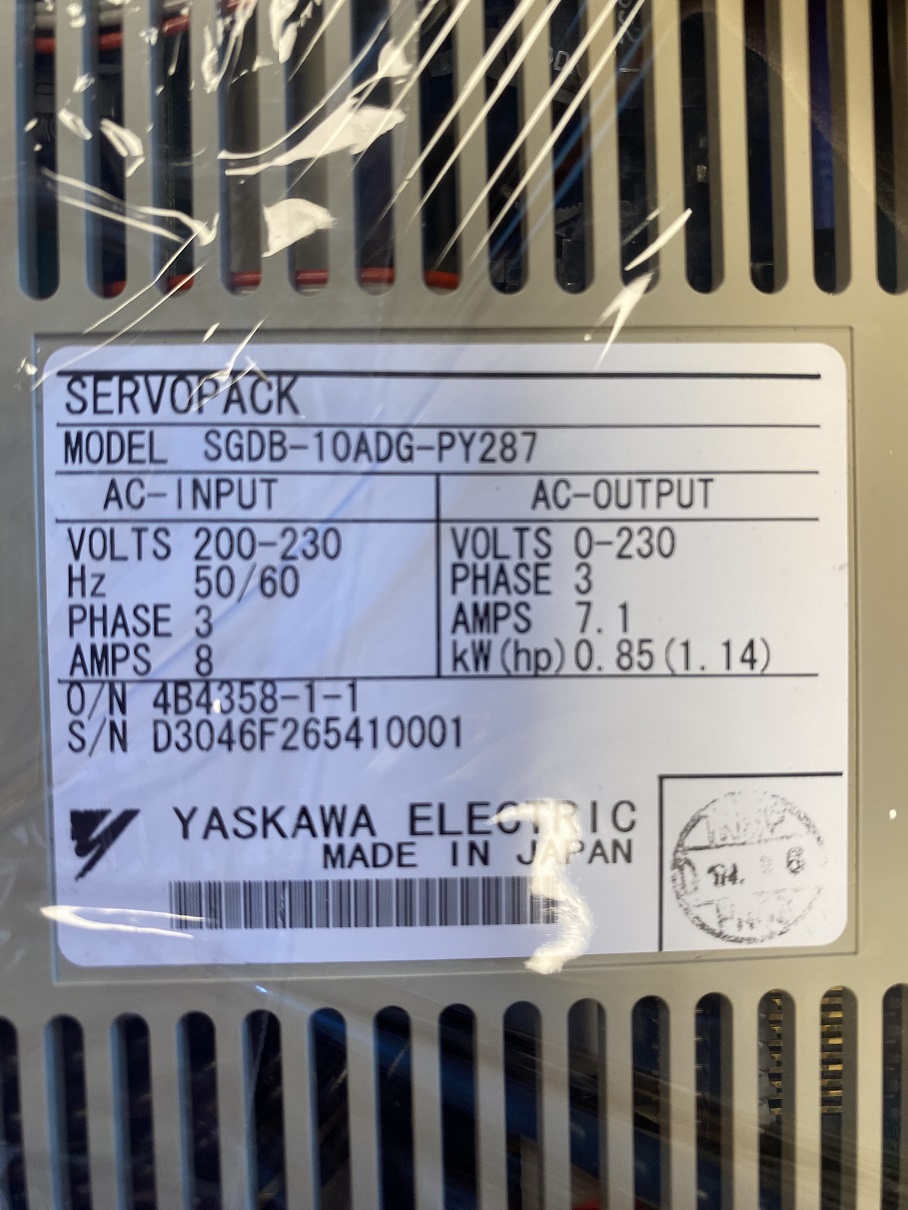 SERVOPACK
MODEL SGDB-10ADG-PY287
AC-INPUT AC-OUTPUT
VOLTS 200-230 VOLTS 0-230
Hz 50/60 PHASE 3
PHASE 3 AMPS 7.1
AMPS 8 kW(hp)0.85(1.14)
O/N 4B4358-1-1
S/N D3046F265410001
YASKAWA ELECTRIC
MADE IN JAPAN